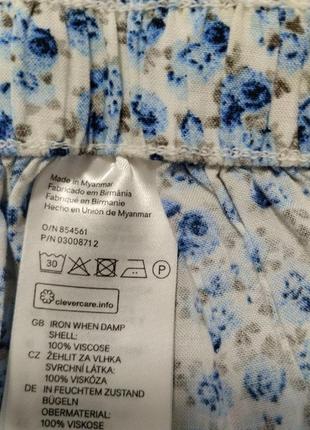 Made in Myanmar
Fabricado en Birmânia
Fabriqué en Birmanie
Hecho en Unión de Myanmar
O/N 854561
P/N 03008712
30 P
clevercare.info
GB IRON WHEN DAMP
SHELL:
100% VISCOSE
CZ ŽEHLIT ZA VLHKA
SVRCHNÍ LÁTKA:
100% VISKÓZA
DE IN FEUCHTEM ZUSTAND
BÜGELN
OBERMATERIAL:
100% VISKOSE